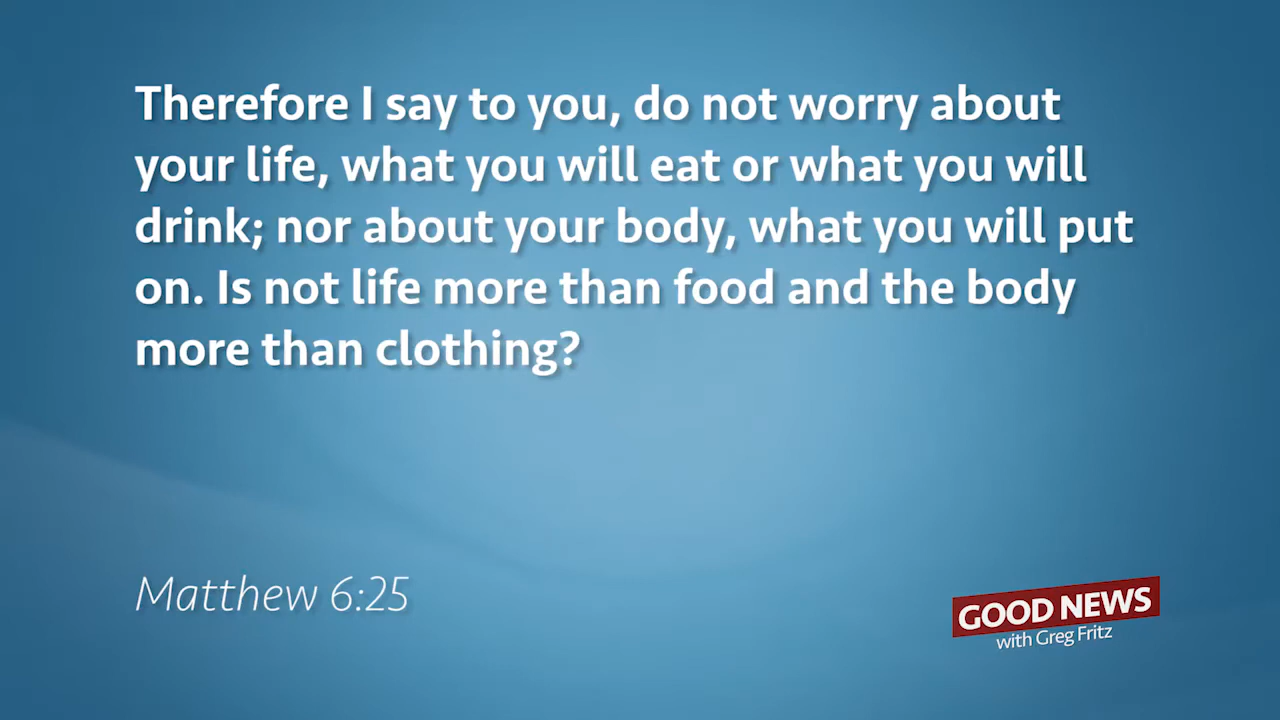 Therefore I say to you, do not worry about
your life, what you will eat or what you will
drink; nor about your body, what you will put
on. Is not life more than food and the body
more than clothing?
Matthew 6:25
GOOD NEWS
with Greg Fritz